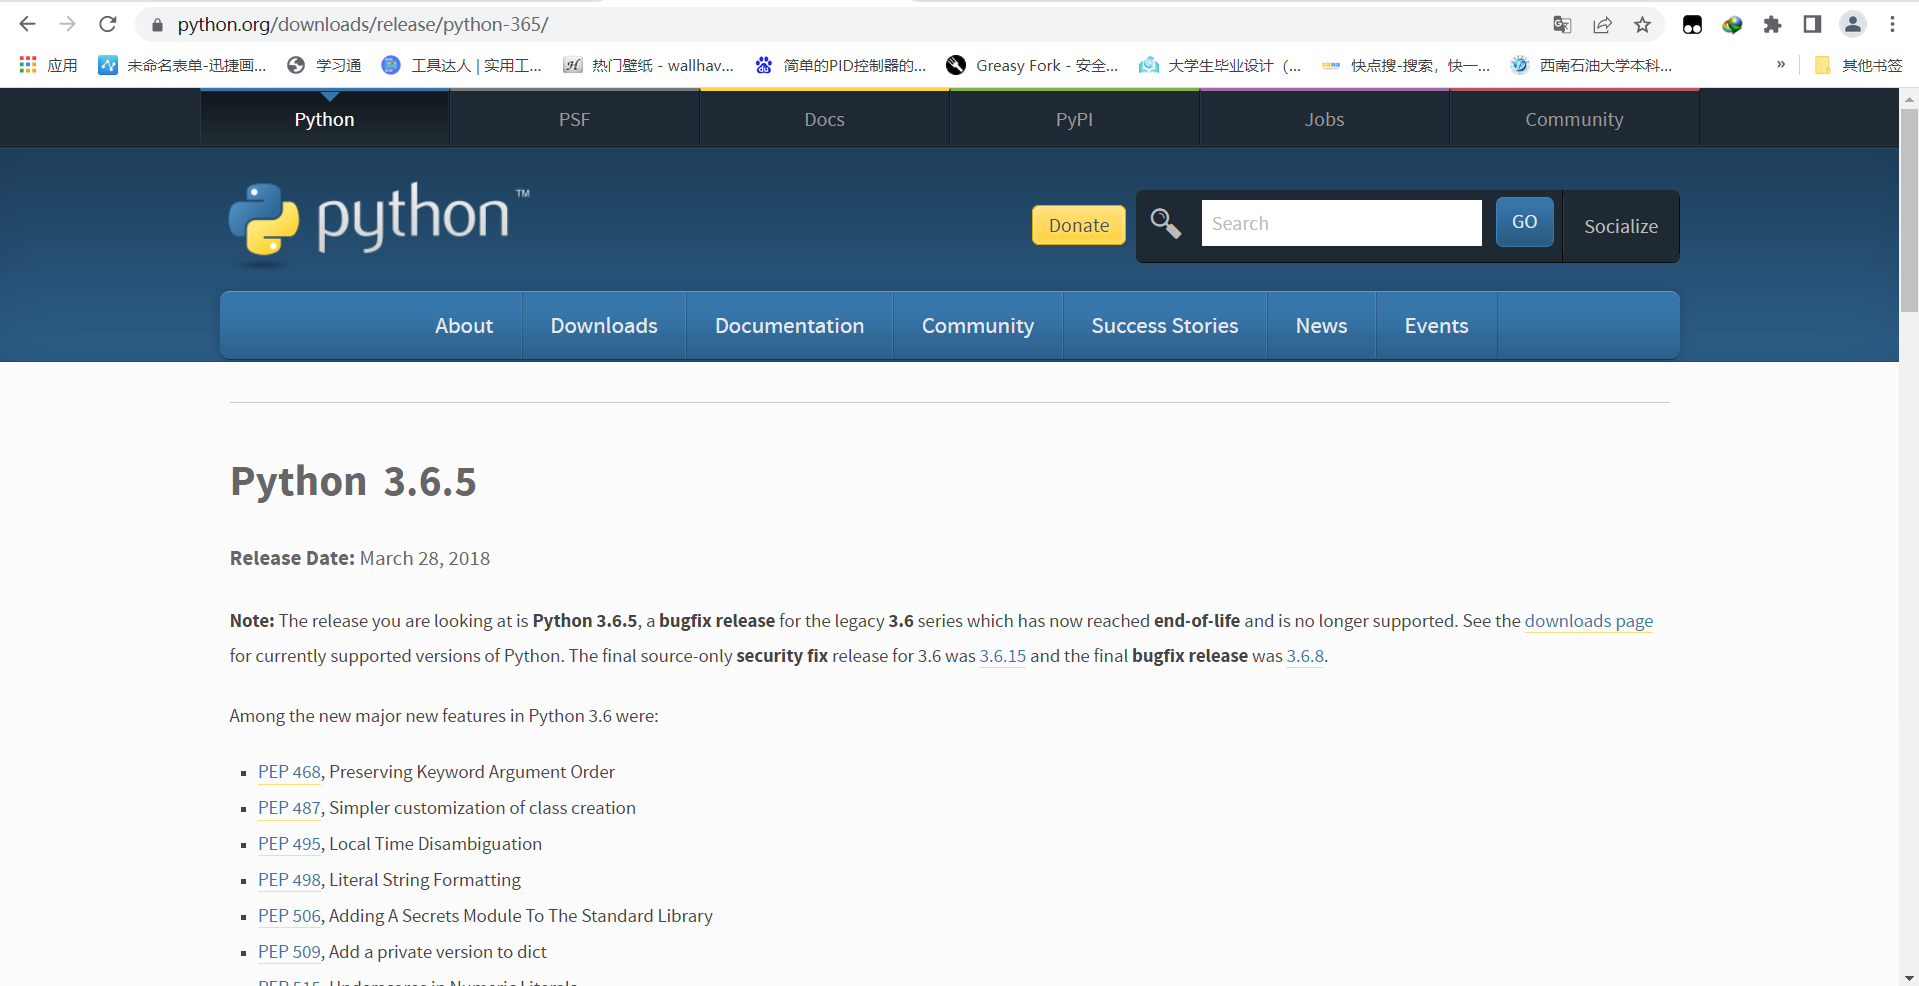 python.org/downloads/release/python-365/
应用 未命名表单-迅捷画... 学习通 工具达人 | 实用工... 热门壁纸 - wallhav... 简单的PID控制器的... Greasy Fork - 安全... 大学生毕业设计（... 快点搜-搜索，快一... 西南石油大学本科... » 其他书签
Python PSF Docs PyPI Jobs Community
python™
Donate Search GO Socialize
About Downloads Documentation Community Success Stories News Events
Python 3.6.5
Release Date: March 28, 2018
Note: The release you are looking at is Python 3.6.5, a bugfix release for the legacy 3.6 series which has now reached end-of-life and is no longer supported. See the downloads page
for currently supported versions of Python. The final source-only security fix release for 3.6 was 3.6.15 and the final bugfix release was 3.6.8.
Among the new major new features in Python 3.6 were:
PEP 468, Preserving Keyword Argument Order
PEP 487, Simpler customization of class creation
PEP 495, Local Time Disambiguation
PEP 498, Literal String Formatting
PEP 506, Adding A Secrets Module To The Standard Library
PEP 509, Add a private version to dict
PEP 515, Underscores in Numeric Literals